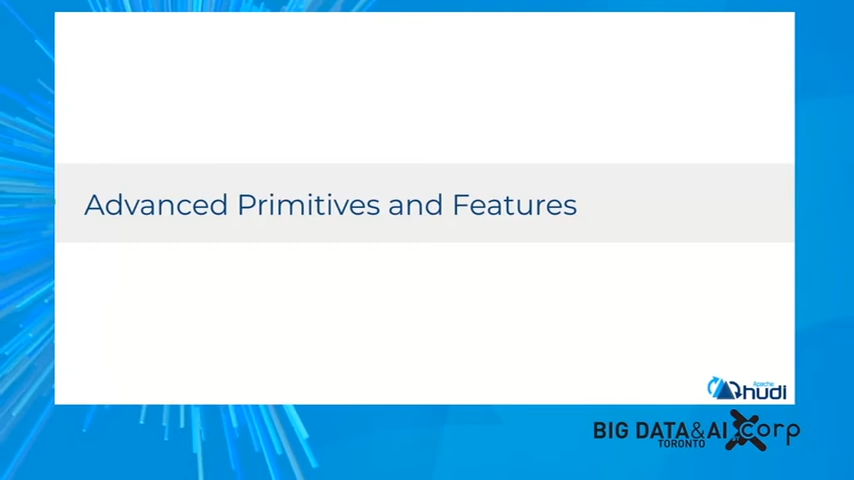 Advanced Primitives and Features
Apache
hudi
BIG DATA&AI
TORONTO
corp